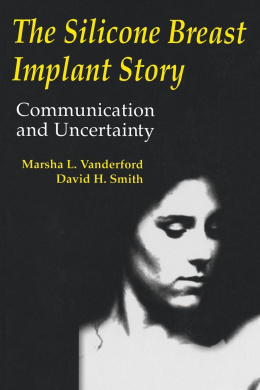 The Silicone Breast
Implant Story
Communication
and Uncertainty
Marsha L. Vanderford
David H. Smith